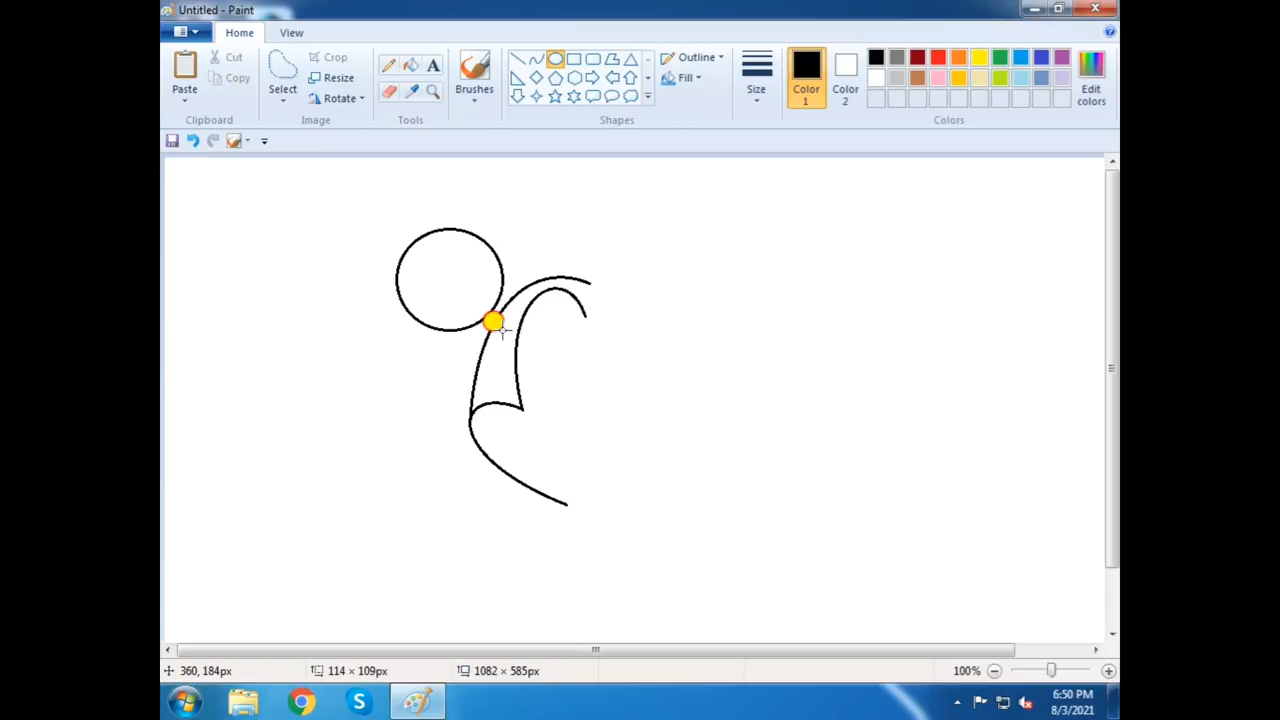 Untitled - Paint
Home
View
Paste
Cut
Copy
Clipboard
Select
Crop
Resize
Rotate
Image
A
Tools
Brushes
Outline
Fill
Shapes
Size
Color
1
Color
2
Edit
colors
Colors
360, 184px
114 × 109px
1082 × 585px
100%
S
6:50 PM
8/3/2021